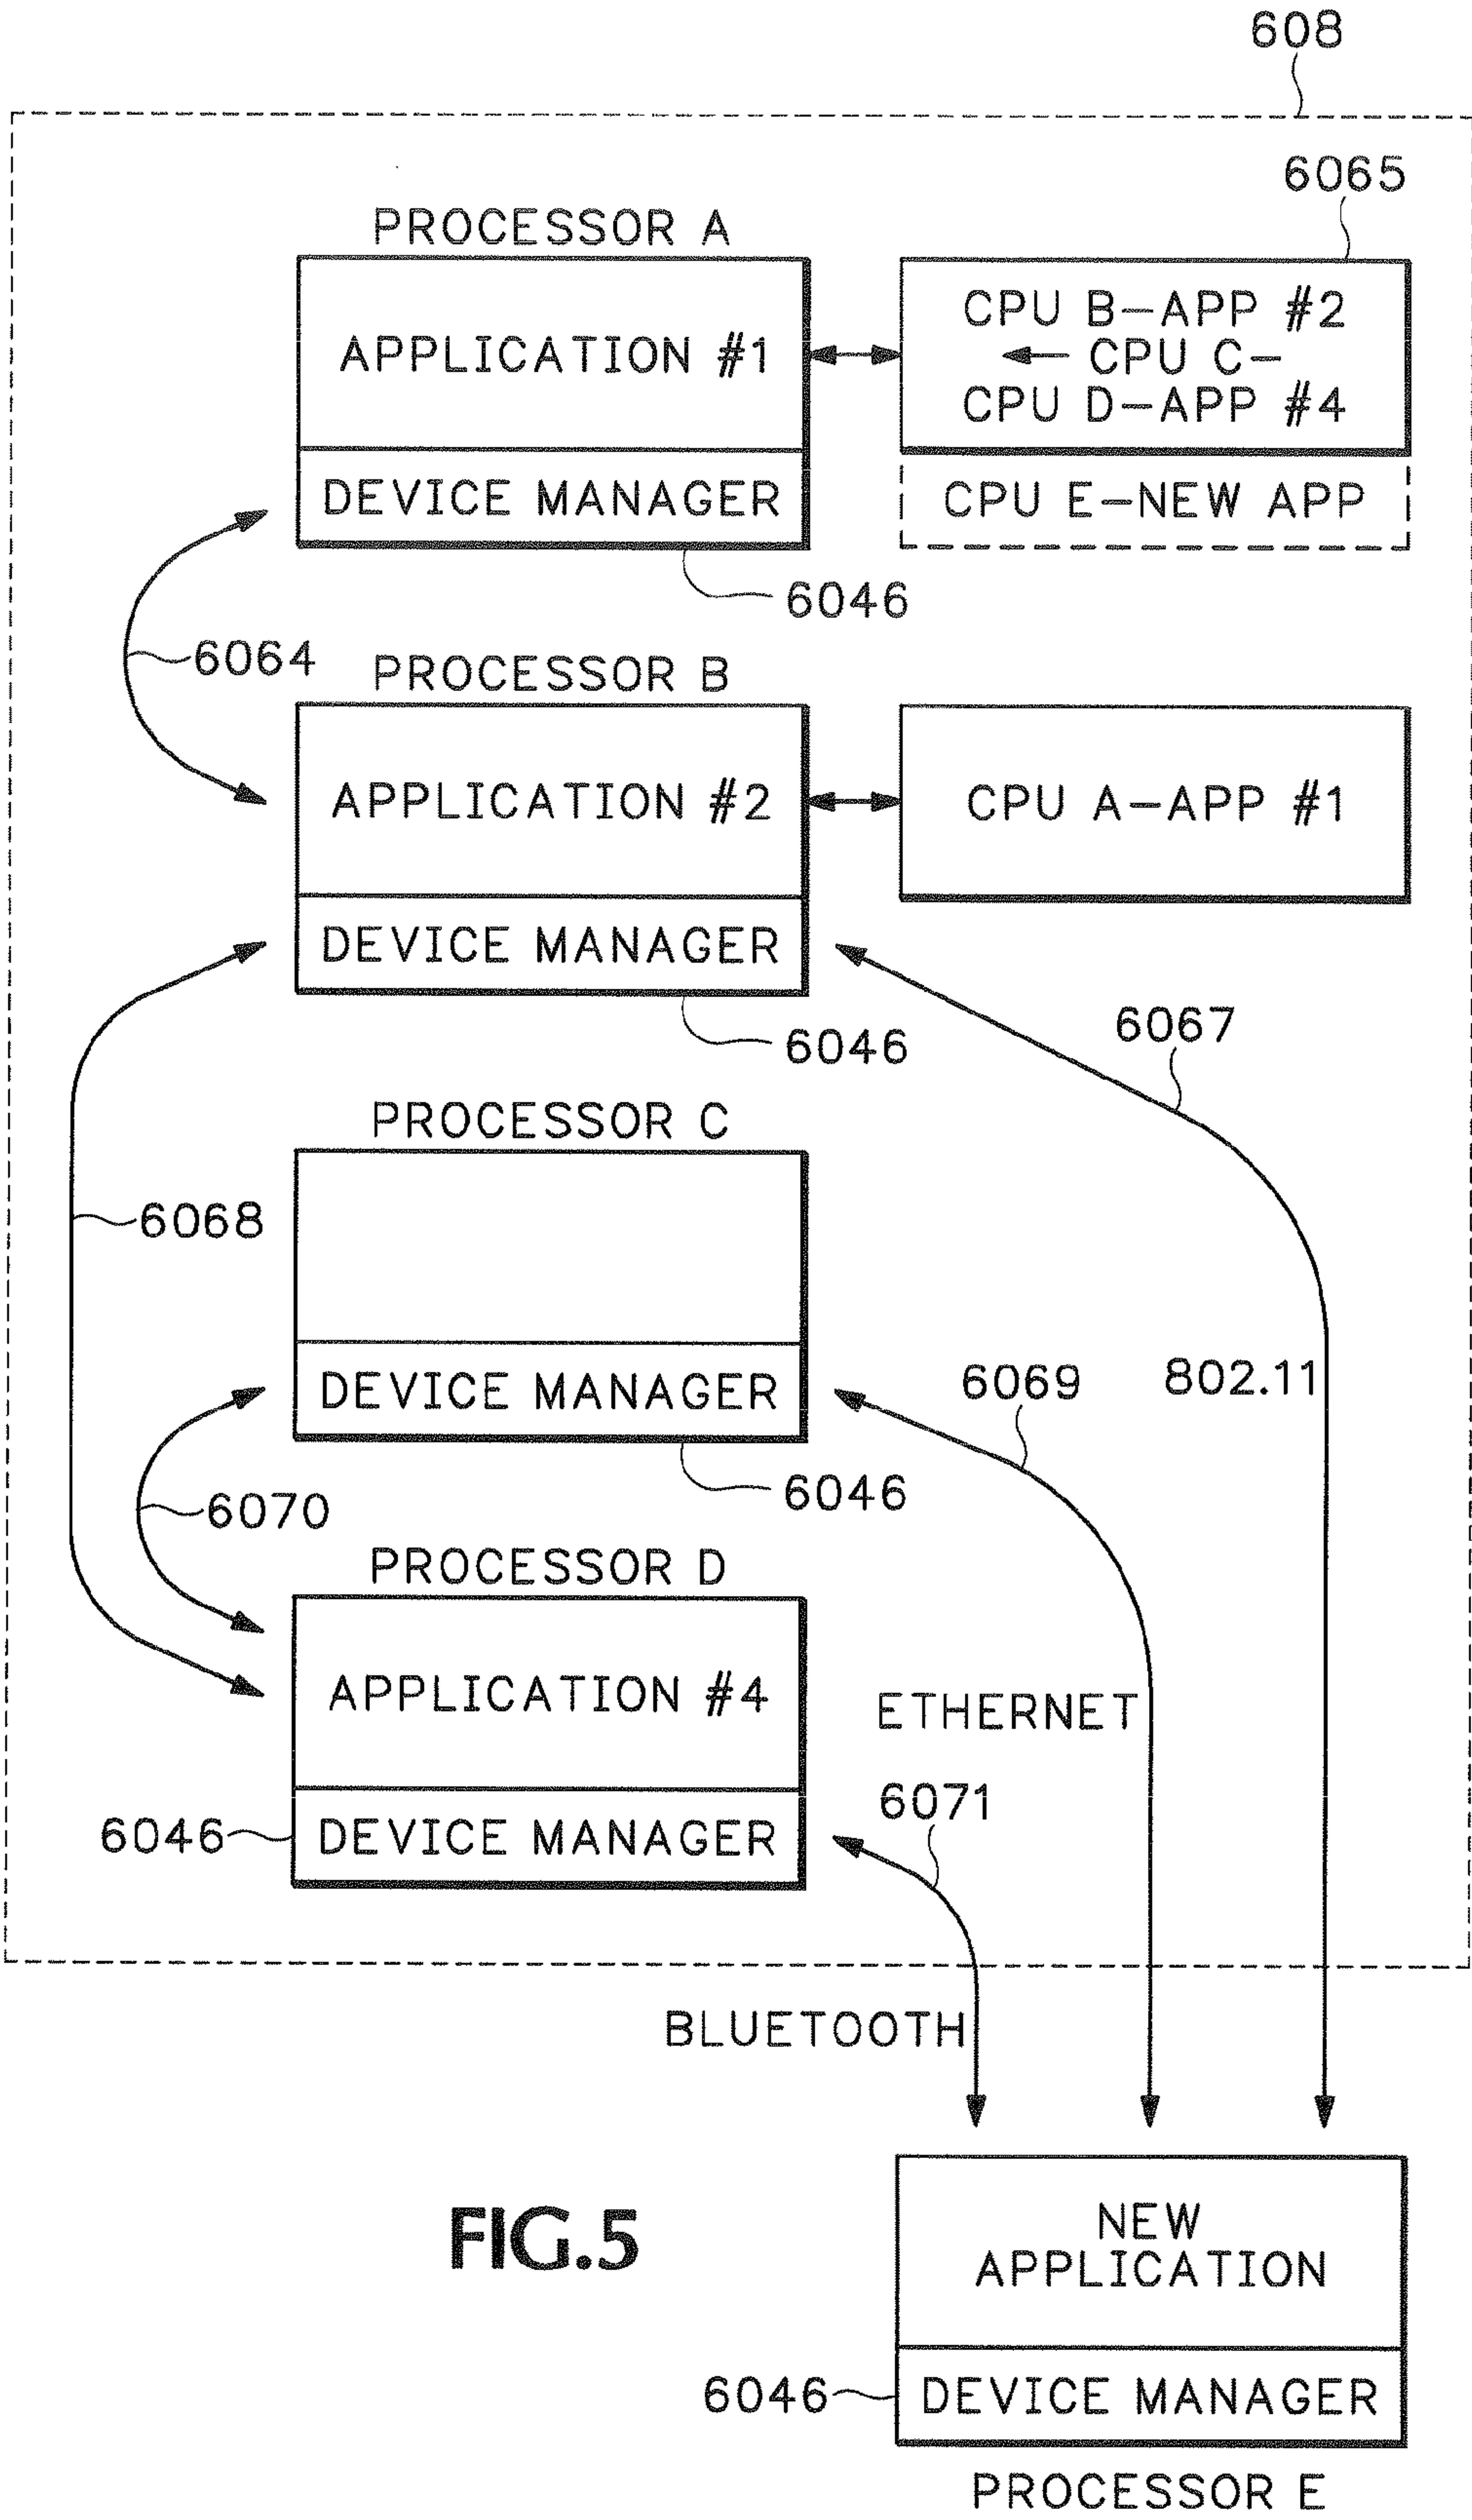 608
6065
PROCESSOR A
APPLICATION #1
CPU B-APP #2
← CPU C-
CPU D-APP #4
DEVICE MANAGER
CPU E-NEW APP
6046
6064
PROCESSOR B
APPLICATION #2
CPU A-APP #1
DEVICE MANAGER
6046
6067
PROCESSOR C
6068
DEVICE MANAGER
6069
802.11
6046
6070
PROCESSOR D
APPLICATION #4
ETHERNET
6071
6046
DEVICE MANAGER
BLUETOOTH
NEW
APPLICATION
FIG.5
6046
DEVICE MANAGER
PROCESSOR E